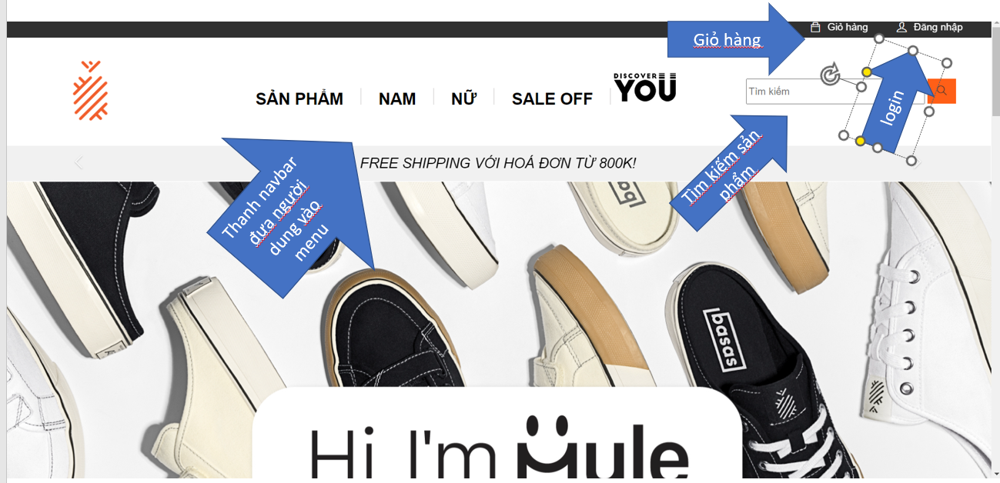 Giỏ hàng
Đăng nhập
Giỏ hàng
SẢN PHẨM
NAM
NỮ
SALE OFF
DISCOVER
YOU
Tìm kiếm
login
Thanh navbar
đưa người
dung vào
menu
FREE SHIPPING VỚI HOÁ ĐƠN TỪ 800K!
Tìm kiếm sản
phẩm
basas
Hi I'm Mule